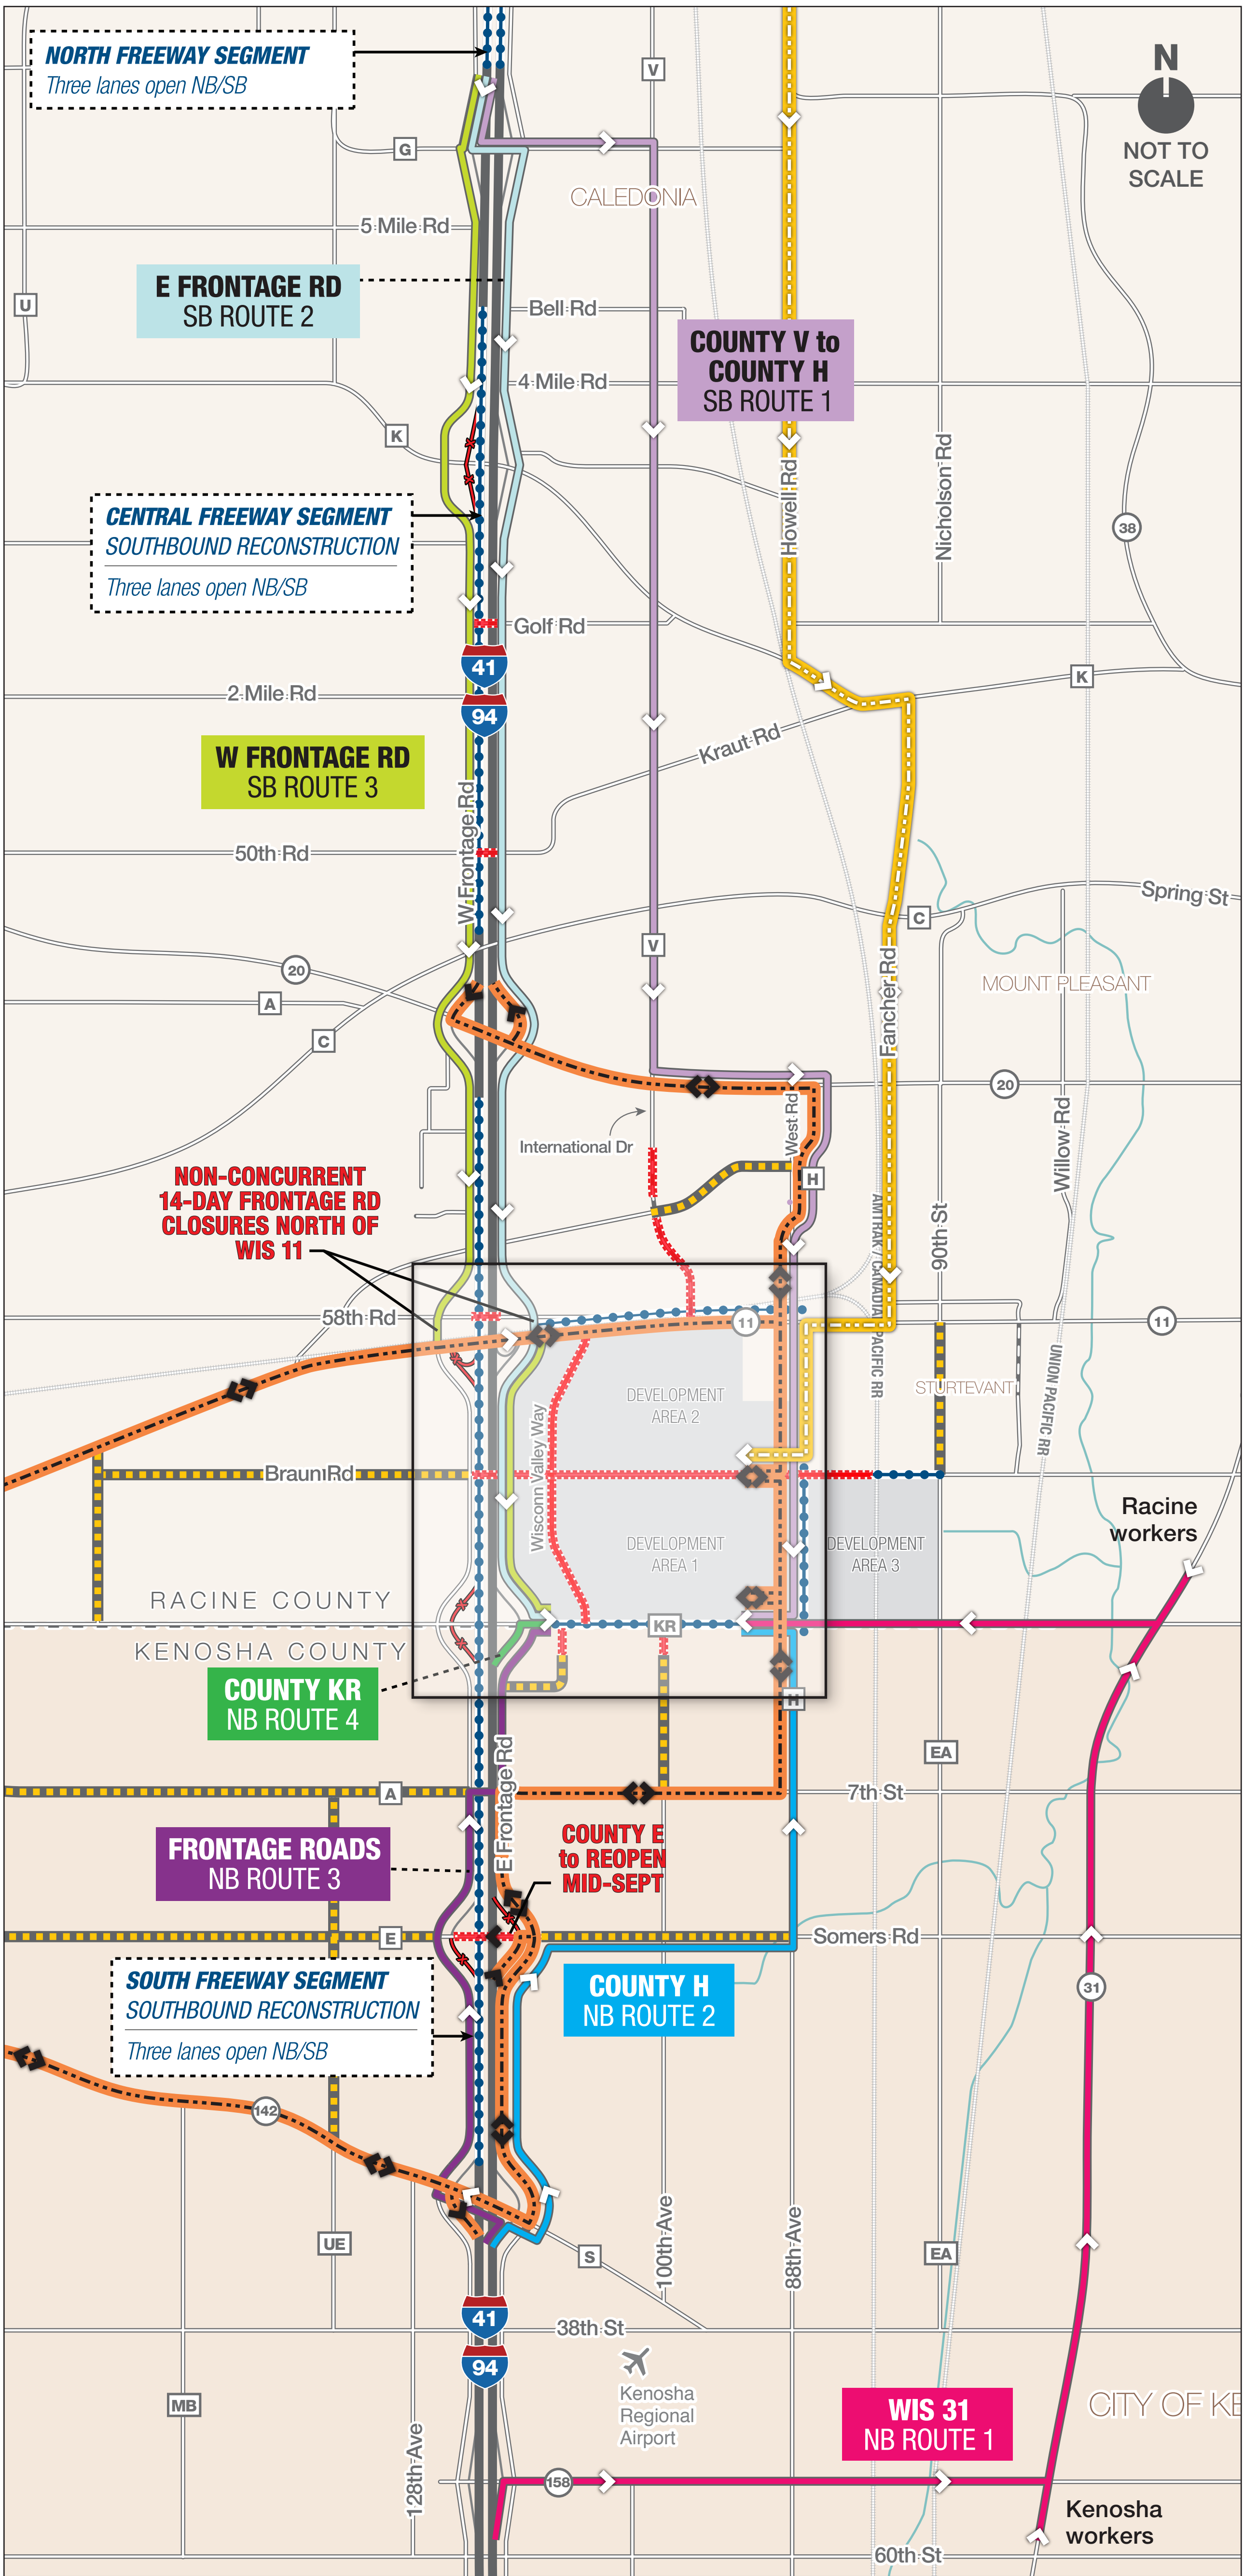 NORTH FREEWAY SEGMENT
Three lanes open NB/SB
N
NOT TO
SCALE
V
G
CALEDONIA
5 Mile Rd
E FRONTAGE RD
SB ROUTE 2
U
Bell Rd
COUNTY V to
COUNTY H
SB ROUTE 1
4 Mile Rd
K
Howell Rd
Nicholson Rd
38
CENTRAL FREEWAY SEGMENT
SOUTHBOUND RECONSTRUCTION
Three lanes open NB/SB
Golf Rd
41
94
2 Mile Rd
K
Kraut Rd
W FRONTAGE RD
SB ROUTE 3
W Frontage Rd
50th Rd
Spring St
C
V
Fancher Rd
20
MOUNT PLEASANT
A
C
20
International Dr
West Rd
Willow Rd
NON-CONCURRENT
14-DAY FRONTAGE RD
CLOSURES NORTH OF
WIS 11
H
AMTRAK / CANADIAN PACIFIC RR
90th St
58th Rd
11
11
UNION PACIFIC RR
DEVELOPMENT
AREA 2
STURTEVANT
Wisconn Valley Way
Braun Rd
Racine
workers
DEVELOPMENT
AREA 1
DEVELOPMENT
AREA 3
RACINE COUNTY
KR
KENOSHA COUNTY
COUNTY KR
NB ROUTE 4
H
EA
E Frontage Rd
A
7th St
COUNTY E
to REOPEN
MID-SEPT
FRONTAGE ROADS
NB ROUTE 3
E
Somers Rd
SOUTH FREEWAY SEGMENT
SOUTHBOUND RECONSTRUCTION
Three lanes open NB/SB
COUNTY H
NB ROUTE 2
31
142
UE
S
100th Ave
88th Ave
EA
41
94
38th St
MB
Kenosha
Regional
Airport
WIS 31
NB ROUTE 1
CITY OF KE
128th Ave
158
Kenosha
workers
60th St